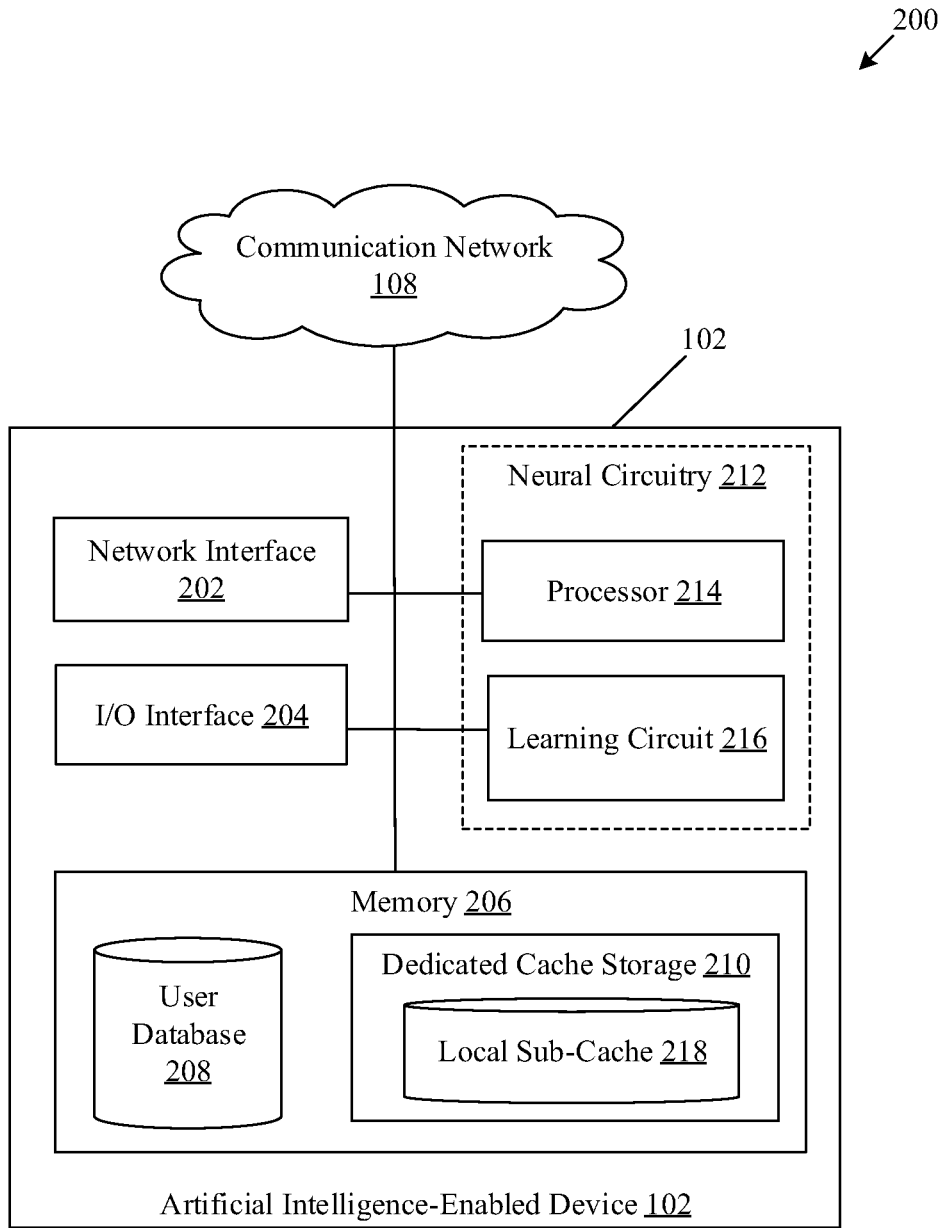 200
Communication Network
108
102
Neural Circuitry 212
Network Interface
202
Processor 214
I/O Interface 204
Learning Circuit 216
Memory 206
Dedicated Cache Storage 210
User
Database
208
Local Sub-Cache 218
Artificial Intelligence-Enabled Device 102